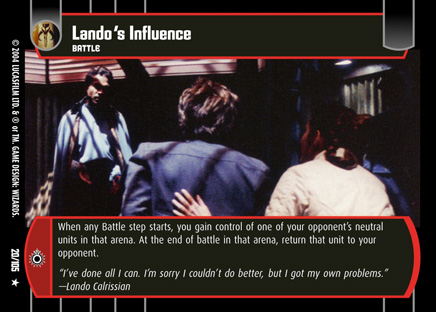 Lando's Influence
BATTLE
When any Battle step starts, you gain control of one of your opponent's neutral
units in that arena. At the end of battle in that arena, return that unit to your
opponent.
"I've done all I can. I'm sorry I couldn't do better, but I got my own problems."
—Lando Calrissian
© 2004 LUCASFILM LTD. & ® or TM. GAME DESIGN: WIZARDS.
20/105 ★